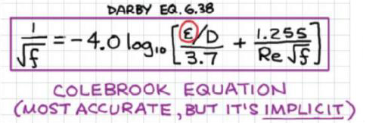 DARBY EQ. 6.38
1/√f = -4.0 log₁₀ [ (ε/D)/3.7 + 1.255/(Re √f) ]
COLEBROOK EQUATION
(MOST ACCURATE, BUT IT'S IMPLICIT)